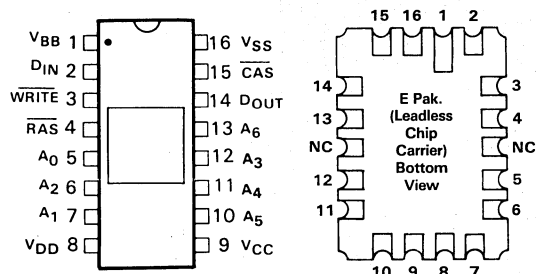 VBB 1
DIN 2
WRITE 3
RAS 4
A0 5
A2 6
A1 7
VDD 8
16 VSS
15 CAS
14 DOUT
13 A6
12 A3
11 A4
10 A5
9 VCC
15 16 1 2
14
13
NC
12
11
3
4
NC
5
6
E Pak.
(Leadless
Chip
Carrier)
Bottom
View
10 9 8 7